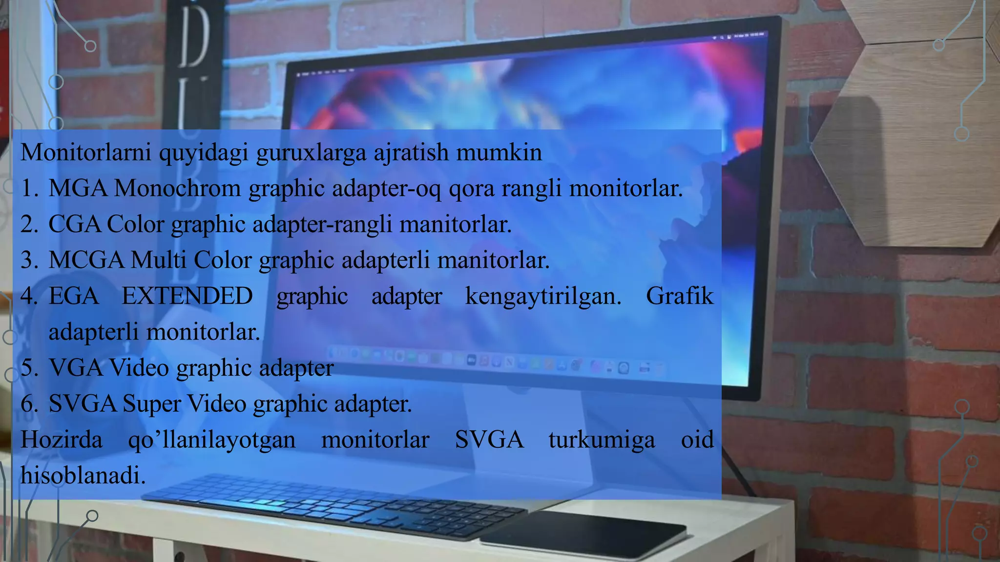 D
U
B
L
Monitorlarni quyidagi guruxlarga ajratish mumkin
1. MGA Monochrom graphic adapter-oq qora rangli monitorlar.
2. CGA Color graphic adapter-rangli manitorlar.
3. MCGA Multi Color graphic adapterli manitorlar.
4. EGA EXTENDED graphic adapter kengaytirilgan. Grafik
adapterli monitorlar.
5. VGA Video graphic adapter
6. SVGA Super Video graphic adapter.
Hozirda qo’llanilayotgan monitorlar SVGA turkumiga oid
hisoblanadi.